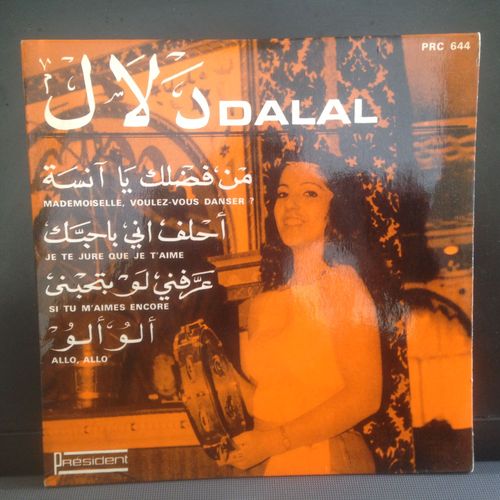 PRC 644
دلال DALAL
من فضلك يا آنسة
MADEMOISELLE, VOULEZ-VOUS DANSER ?
أحلف اني باحبك
JE TE JURE QUE JE T'AIME
عرفني لو بتحبنى
SI TU M'AIMES ENCORE
ألو ألو
ALLO, ALLO
Président